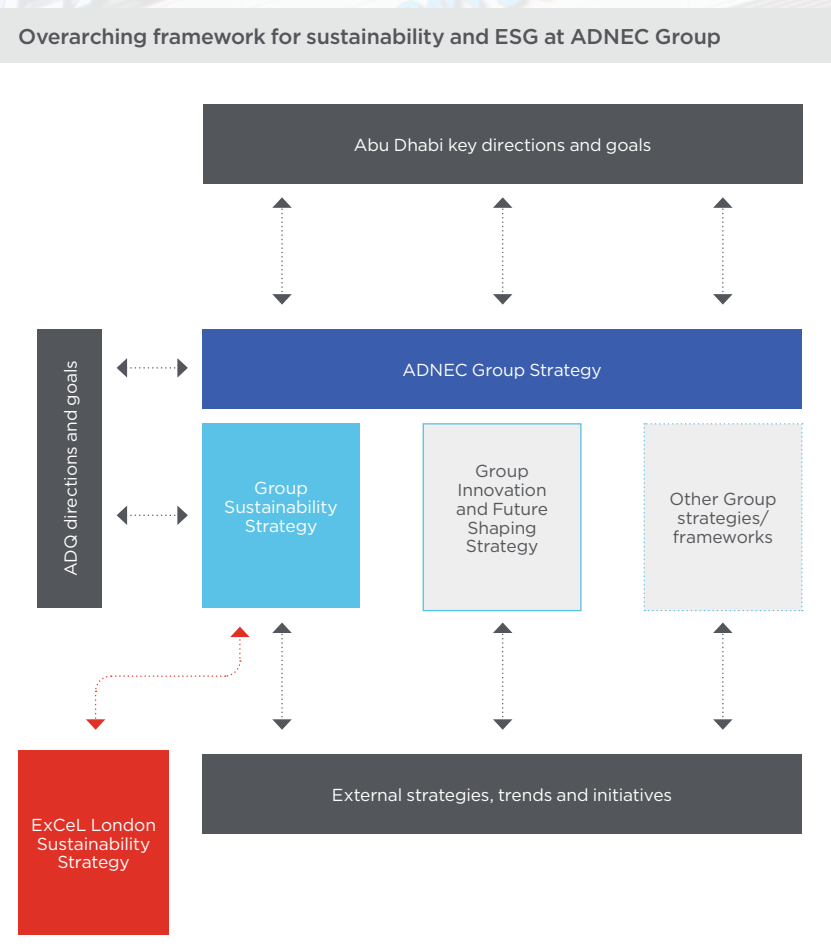 Overarching framework for sustainability and ESG at ADNEC Group
Abu Dhabi key directions and goals
ADQ directions and goals
ADNEC Group Strategy
Group
Sustainability
Strategy
Group
Innovation
and Future
Shaping
Strategy
Other Group
strategies/
frameworks
ExCeL London
Sustainability
Strategy
External strategies, trends and initiatives